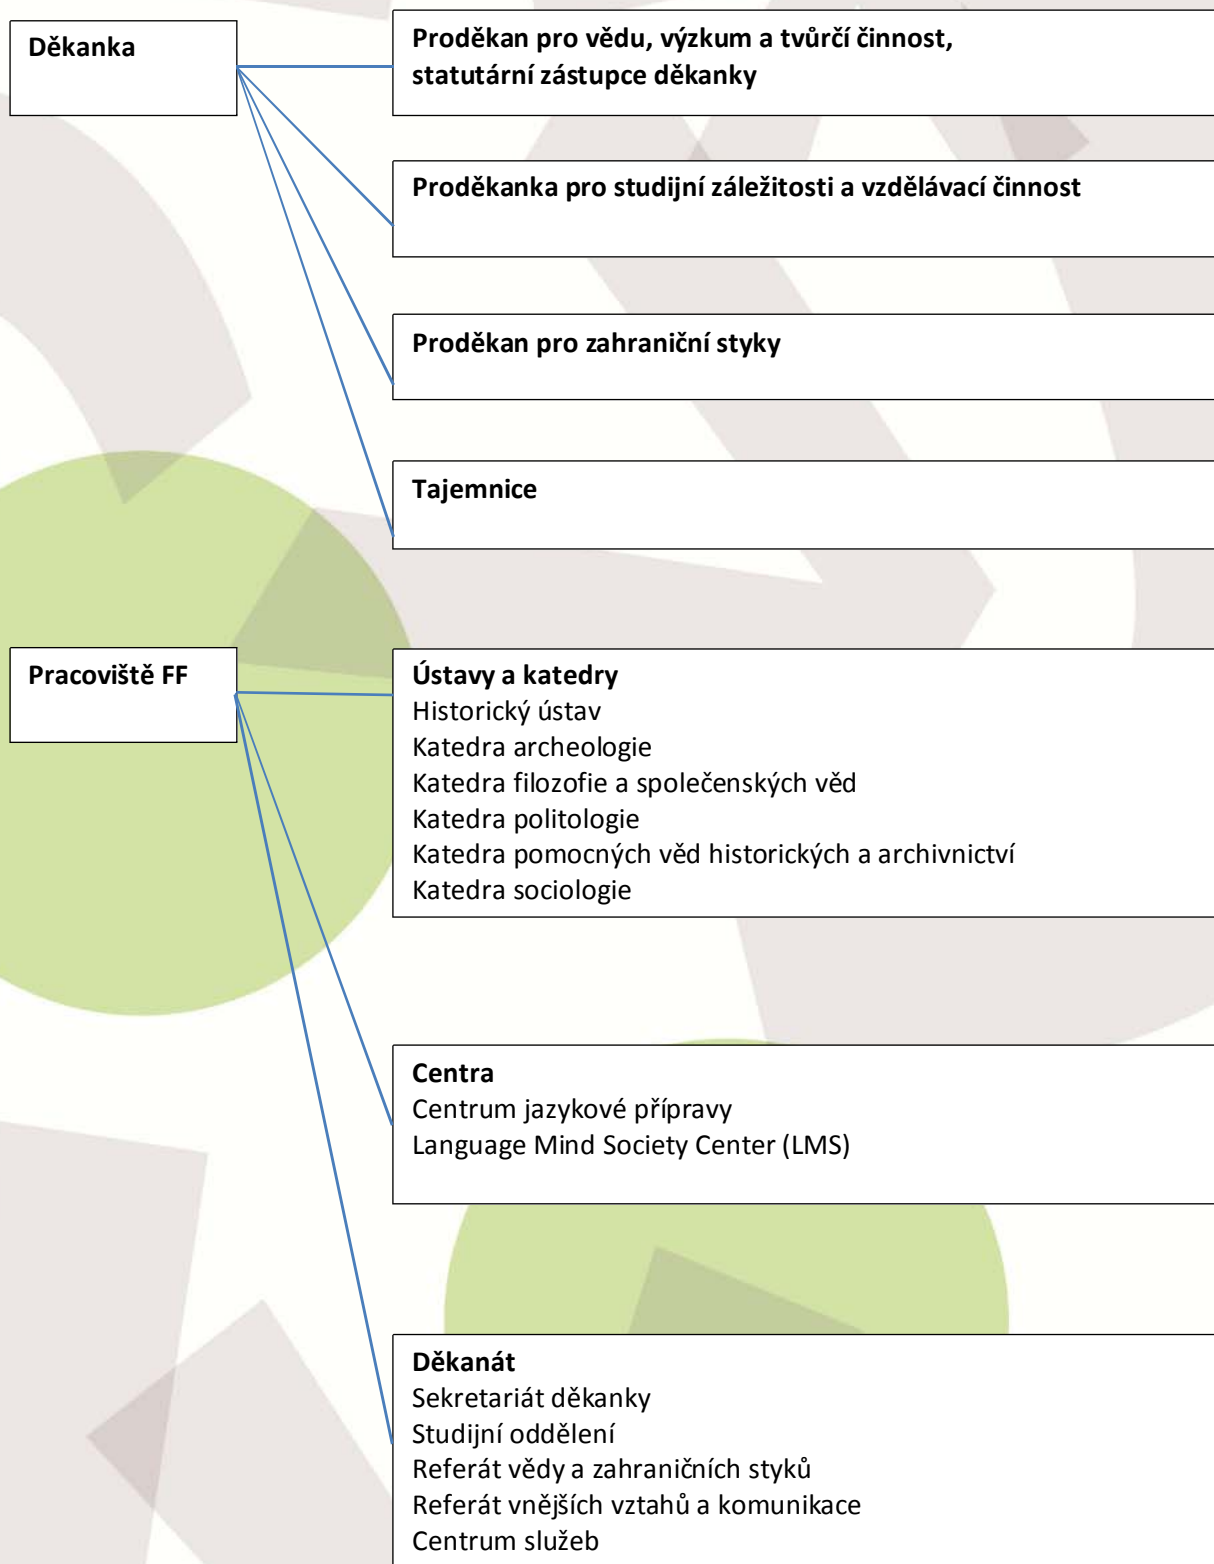 Děkanka
Proděkan pro vědu, výzkum a tvůrčí činnost,
statutární zástupce děkanky
Proděkanka pro studijní záležitosti a vzdělávací činnost
Proděkan pro zahraniční styky
Tajemnice
Pracoviště FF
Ústavy a katedry
Historický ústav
Katedra archeologie
Katedra filozofie a společenských věd
Katedra politologie
Katedra pomocných věd historických a archivnictví
Katedra sociologie
Centra
Centrum jazykové přípravy
Language Mind Society Center (LMS)
Děkanát
Sekretariát děkanky
Studijní oddělení
Referát vědy a zahraničních styků
Referát vnějších vztahů a komunikace
Centrum služeb